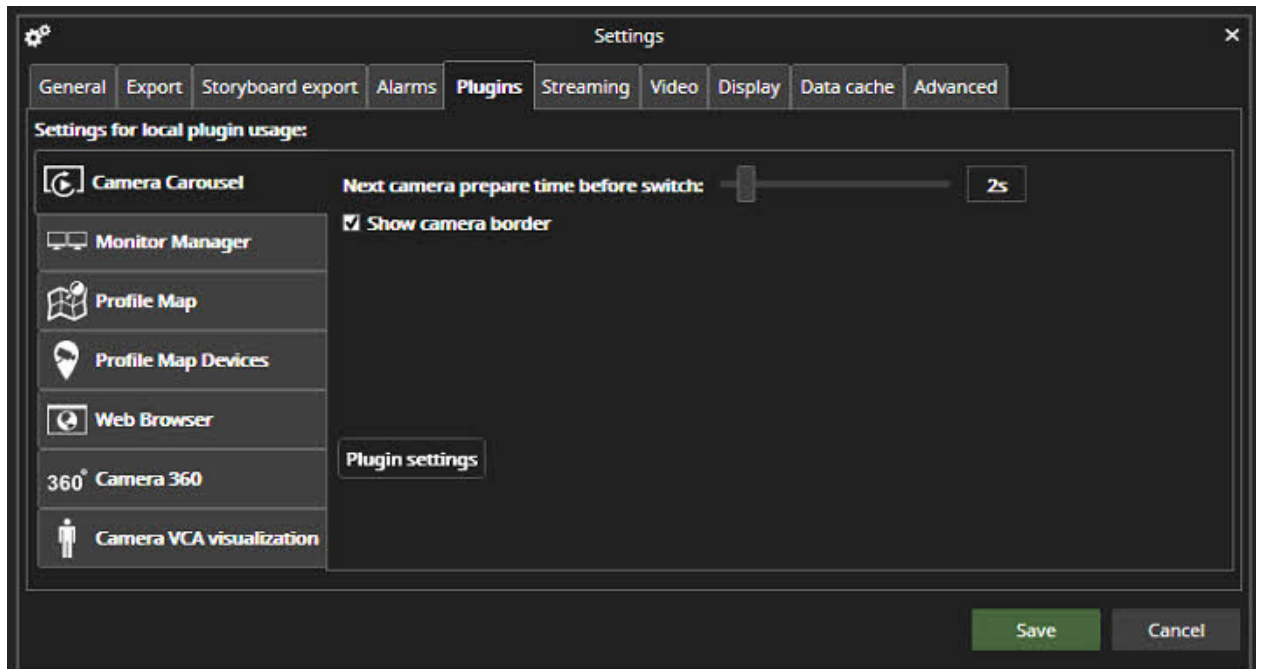 Settings
General Export Storyboard export Alarms Plugins Streaming Video Display Data cache Advanced
Settings for local plugin usage:
Camera Carousel
Next camera prepare time before switch: 2s
Show camera border
Monitor Manager
Profile Map
Profile Map Devices
Web Browser
Plugin settings
360° Camera 360
Camera VCA visualization
Save Cancel